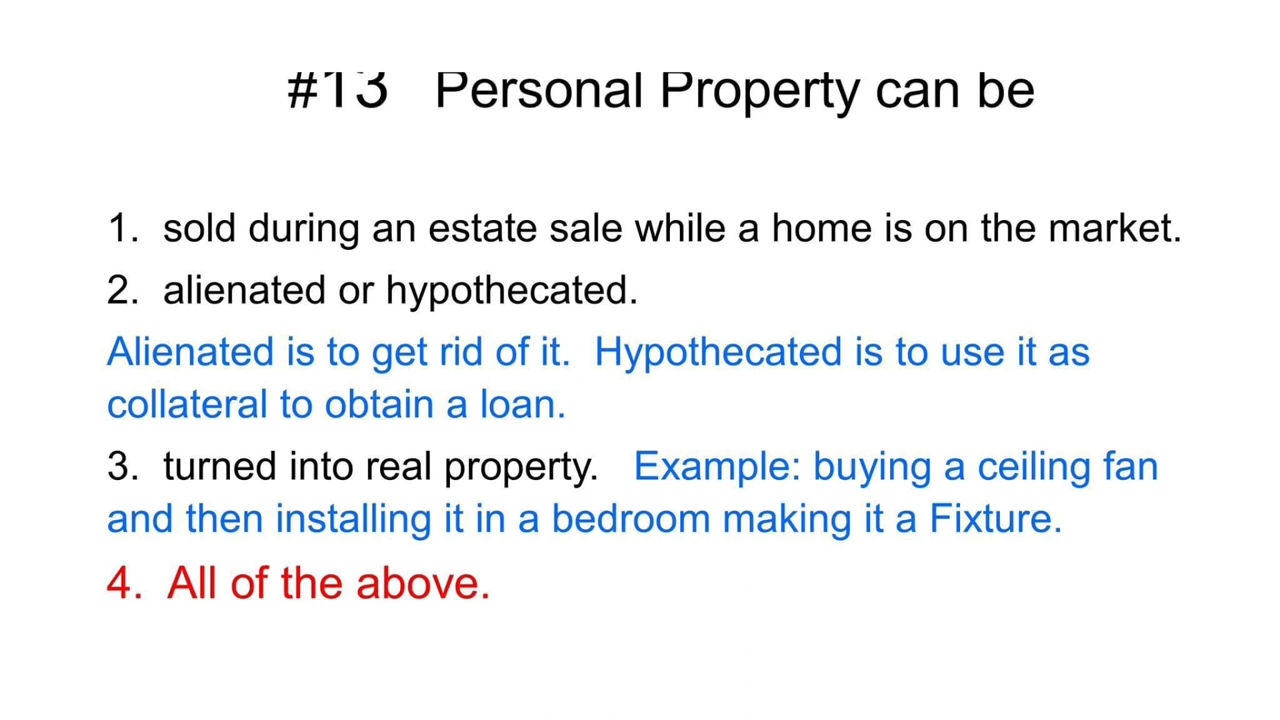 #13 Personal Property can be
1. sold during an estate sale while a home is on the market.
2. alienated or hypothecated.
Alienated is to get rid of it. Hypothecated is to use it as
collateral to obtain a loan.
3. turned into real property. Example: buying a ceiling fan
and then installing it in a bedroom making it a Fixture.
4. All of the above.